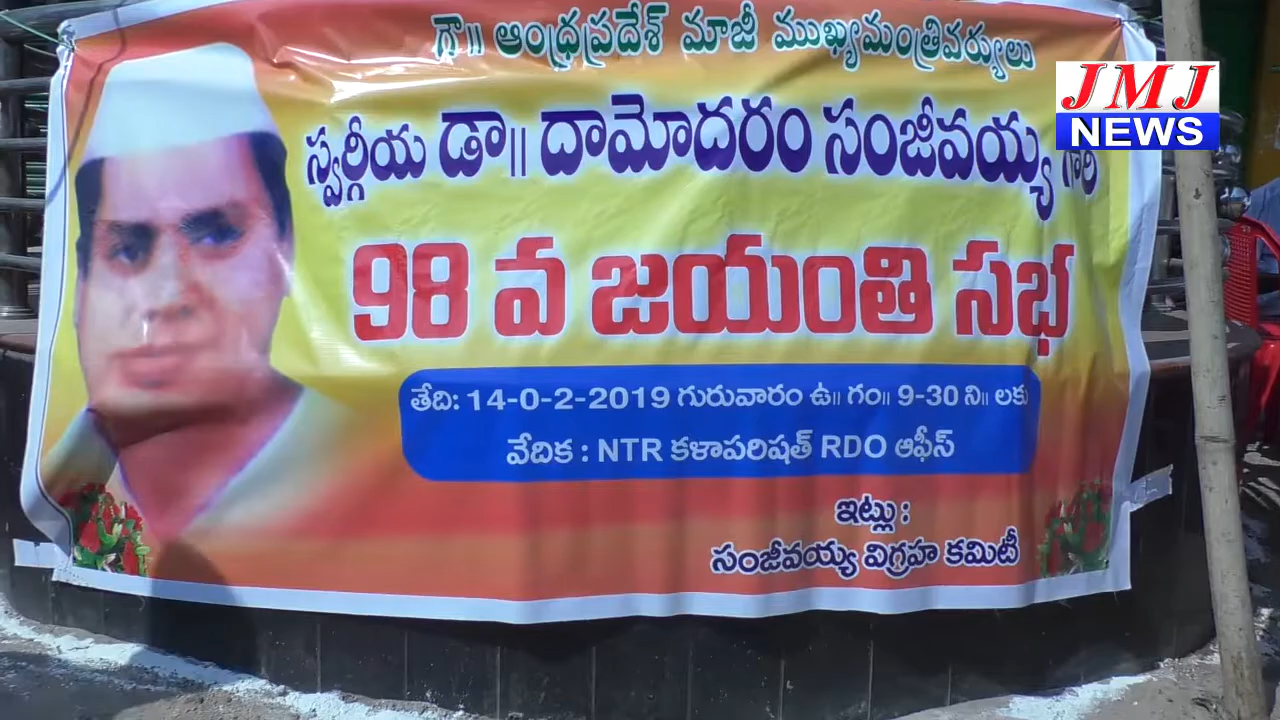 గౌ॥ ఆంధ్రప్రదేశ్ మాజీ ముఖ్యమంత్రివర్యులు
స్వర్గీయ డా॥ దామోదరం సంజీవయ్య గారి
98 వ జయంతి సభ
తేది: 14-0-2-2019 గురువారం ఉ॥ గం॥ 9-30 ని॥ లకు
వేదిక : NTR కళాపరిషత్ RDO ఆఫీస్
ఇట్లు :
సంజీవయ్య విగ్రహ కమిటీ
JMJ
NEWS